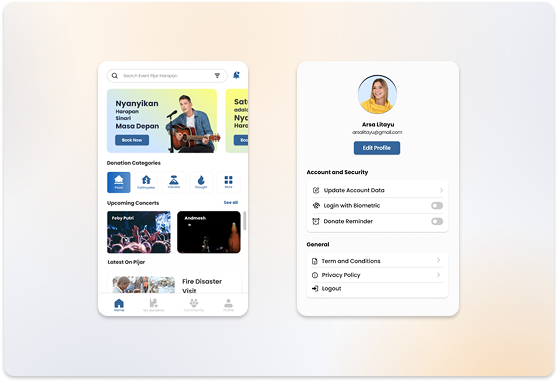 Search Event Pijar Harapan
Nyanyikan
Harapan
Sinari
Masa Depan
Book Now
Satu
adala
Nya
Hara
Boo
Donation Categories
Flood
Earthquake
Volcano
Drought
More
Upcoming Concerts
See all
Feby Putri
Andmesh
Latest On Pijar
Fire Disaster
Visit
Home
My donation
Community
Profile
Arsa Litayu
arsalitayu@gmail.com
Edit Profile
Account and Security
Update Account Data
Login with Biometric
Donate Reminder
General
Term and Conditions
Privacy Policy
Logout